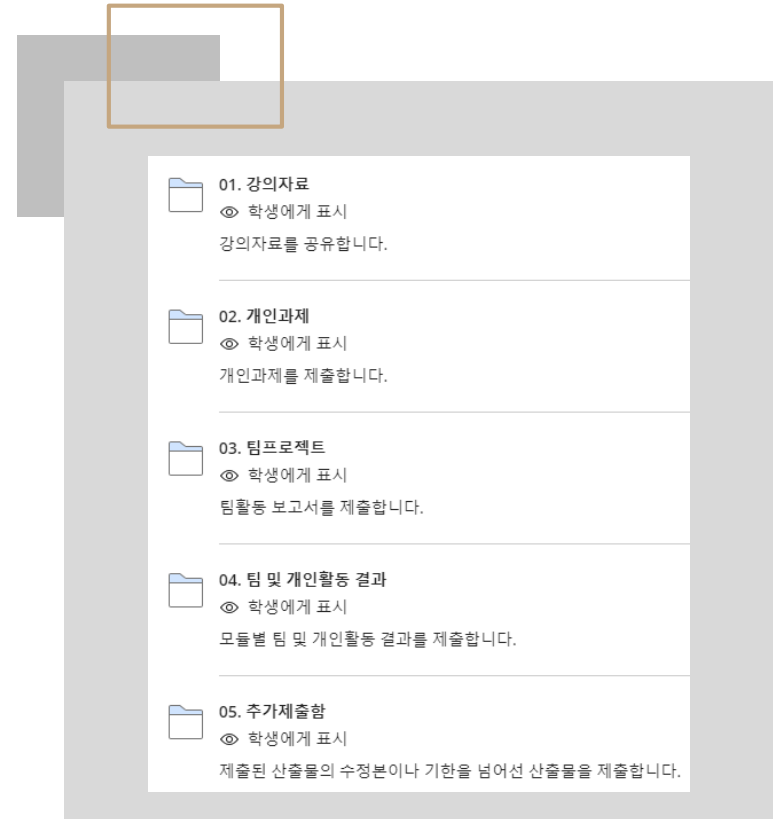 01. 강의자료
학생에게 표시
강의자료를 공유합니다.
02. 개인과제
학생에게 표시
개인과제를 제출합니다.
03. 팀프로젝트
학생에게 표시
팀활동 보고서를 제출합니다.
04. 팀 및 개인활동 결과
학생에게 표시
모듈별 팀 및 개인활동 결과를 제출합니다.
05. 추가제출함
학생에게 표시
제출된 산출물의 수정본이나 기한을 넘어선 산출물을 제출합니다.